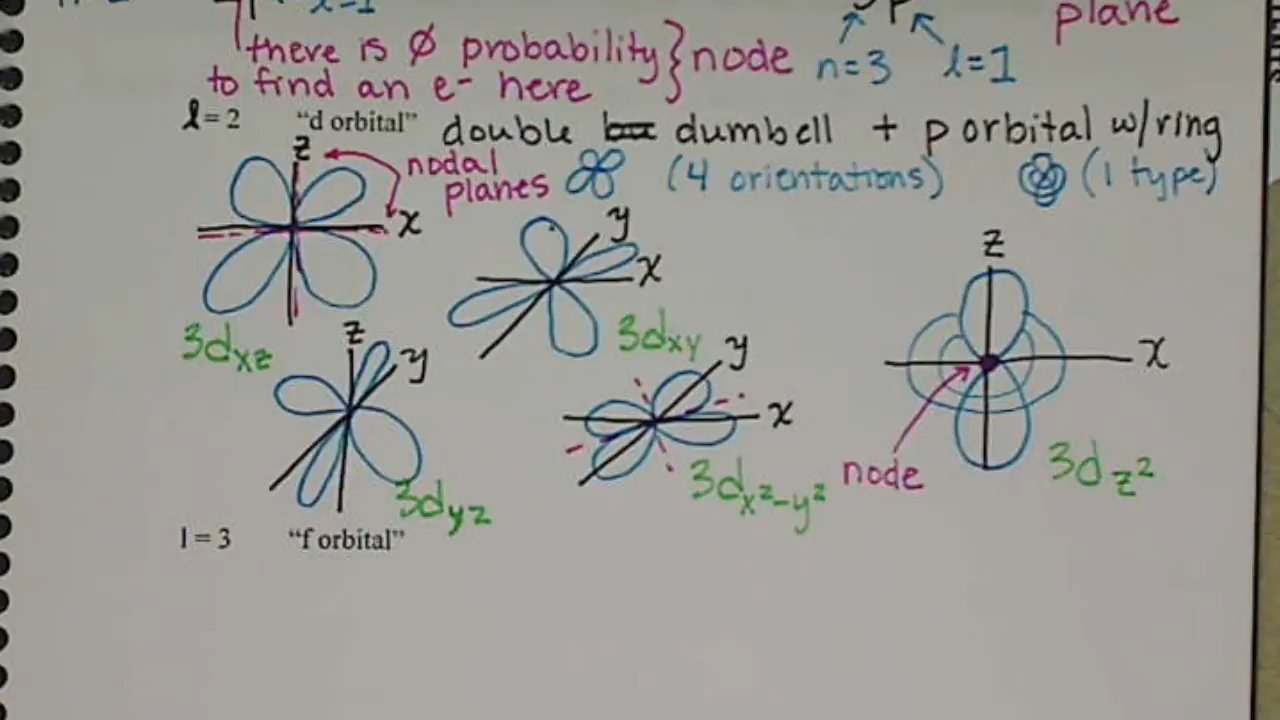 l=1
plane
there is Ø probability } node
to find an e- here
n=3 l=1
l = 2 "d orbital" double dumbell + p orbital w/ring
nodal planes (4 orientations) (1 type)
z
x
3dxz
y
x
3dxy
z
x
node
3dz²
z
y
3dyz
y
x
3dx²-y²
l = 3 "f orbital"